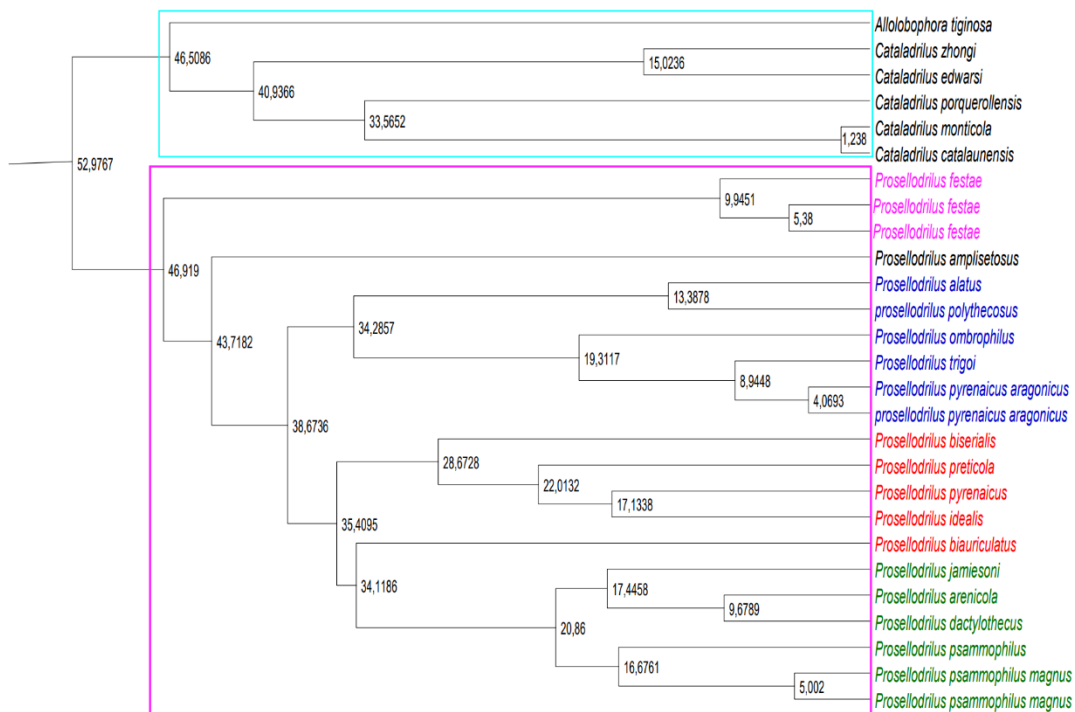 Allolobophora tiginosa
46,5086
Cataladrilus zhongi
15,0236
Cataladrilus edwarsi
40,9366
Cataladrilus porquerollensis
33,5652
Cataladrilus monticola
1,238
Cataladrilus catalaunensis
52,9767
Prosellodrilus festae
9,9451
Prosellodrilus festae
5,38
Prosellodrilus festae
46,919
Prosellodrilus amplisetosus
Prosellodrilus alatus
13,3878
prosellodrilus polythecosus
34,2857
43,7182
Prosellodrilus ombrophilus
19,3117
Prosellodrilus trigoi
8,9448
Prosellodrilus pyrenaicus aragonicus
4,0693
prosellodrilus pyrenaicus aragonicus
38,6736
Prosellodrilus biserialis
28,6728
Prosellodrilus preticola
22,0132
Prosellodrilus pyrenaicus
17,1338
Prosellodrilus idealis
35,4095
Prosellodrilus biauriculatus
34,1186
Prosellodrilus jamiesoni
17,4458
Prosellodrilus arenicola
9,6789
Prosellodrilus dactylothecus
20,86
Prosellodrilus psammophilus
16,6761
Prosellodrilus psammophilus magnus
5,002
Prosellodrilus psammophilus magnus